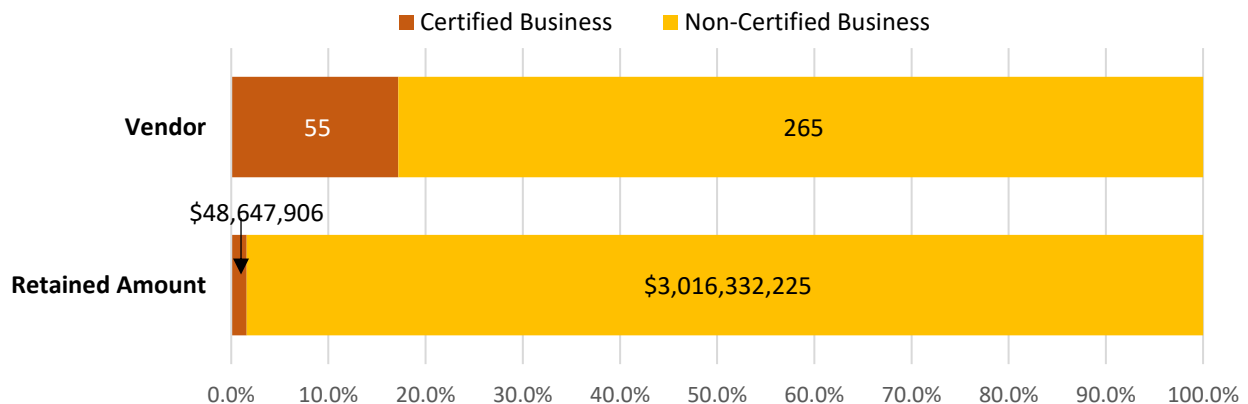 Certified Business Non-Certified Business
Vendor 55 265
$48,647,906
Retained Amount $3,016,332,225
0.0% 10.0% 20.0% 30.0% 40.0% 50.0% 60.0% 70.0% 80.0% 90.0% 100.0%